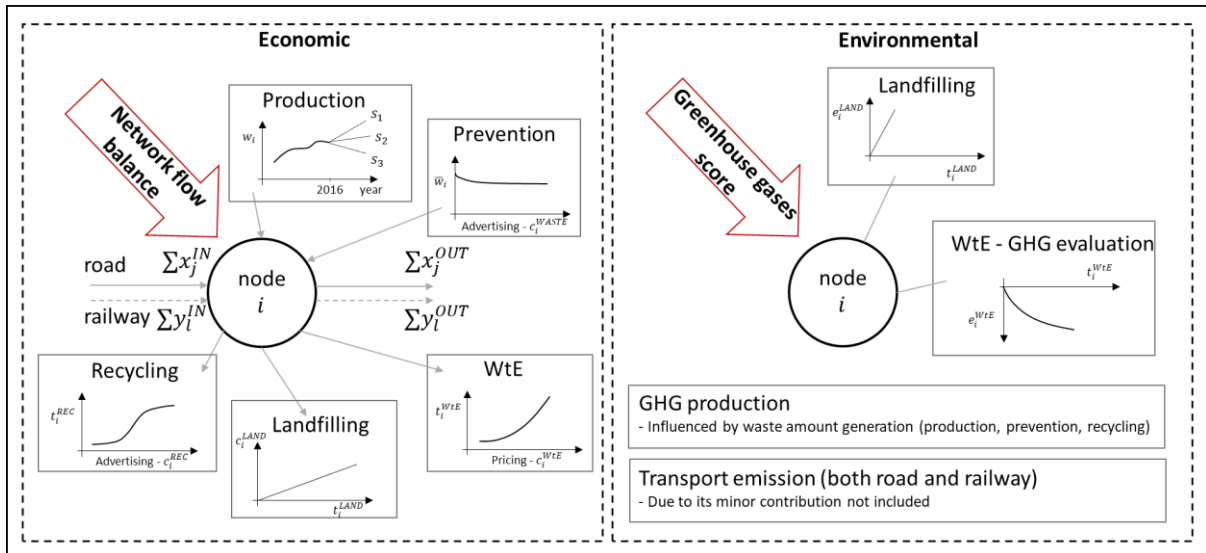 Economic
Network flow
balance
Production
w_i
S_1
S_2
S_3
2016
year
Prevention
w̅_i
Advertising - c_i^{WASTE}
road
∑x_j^{IN}
railway
∑y_l^{IN}
node
i
∑x_j^{OUT}
∑y_l^{OUT}
Recycling
t_i^{REC}
Advertising - c_i^{REC}
Landfilling
c_i^{LAND}
t_i^{LAND}
WtE
t_i^{WtE}
Pricing - c_i^{WtE}
Environmental
Greenhouse gases
score
Landfilling
e_i^{LAND}
t_i^{LAND}
node
i
WtE - GHG evaluation
t_i^{WtE}
e_i^{WtE}
GHG production
- Influenced by waste amount generation (production, prevention, recycling)
Transport emission (both road and railway)
- Due to its minor contribution not included